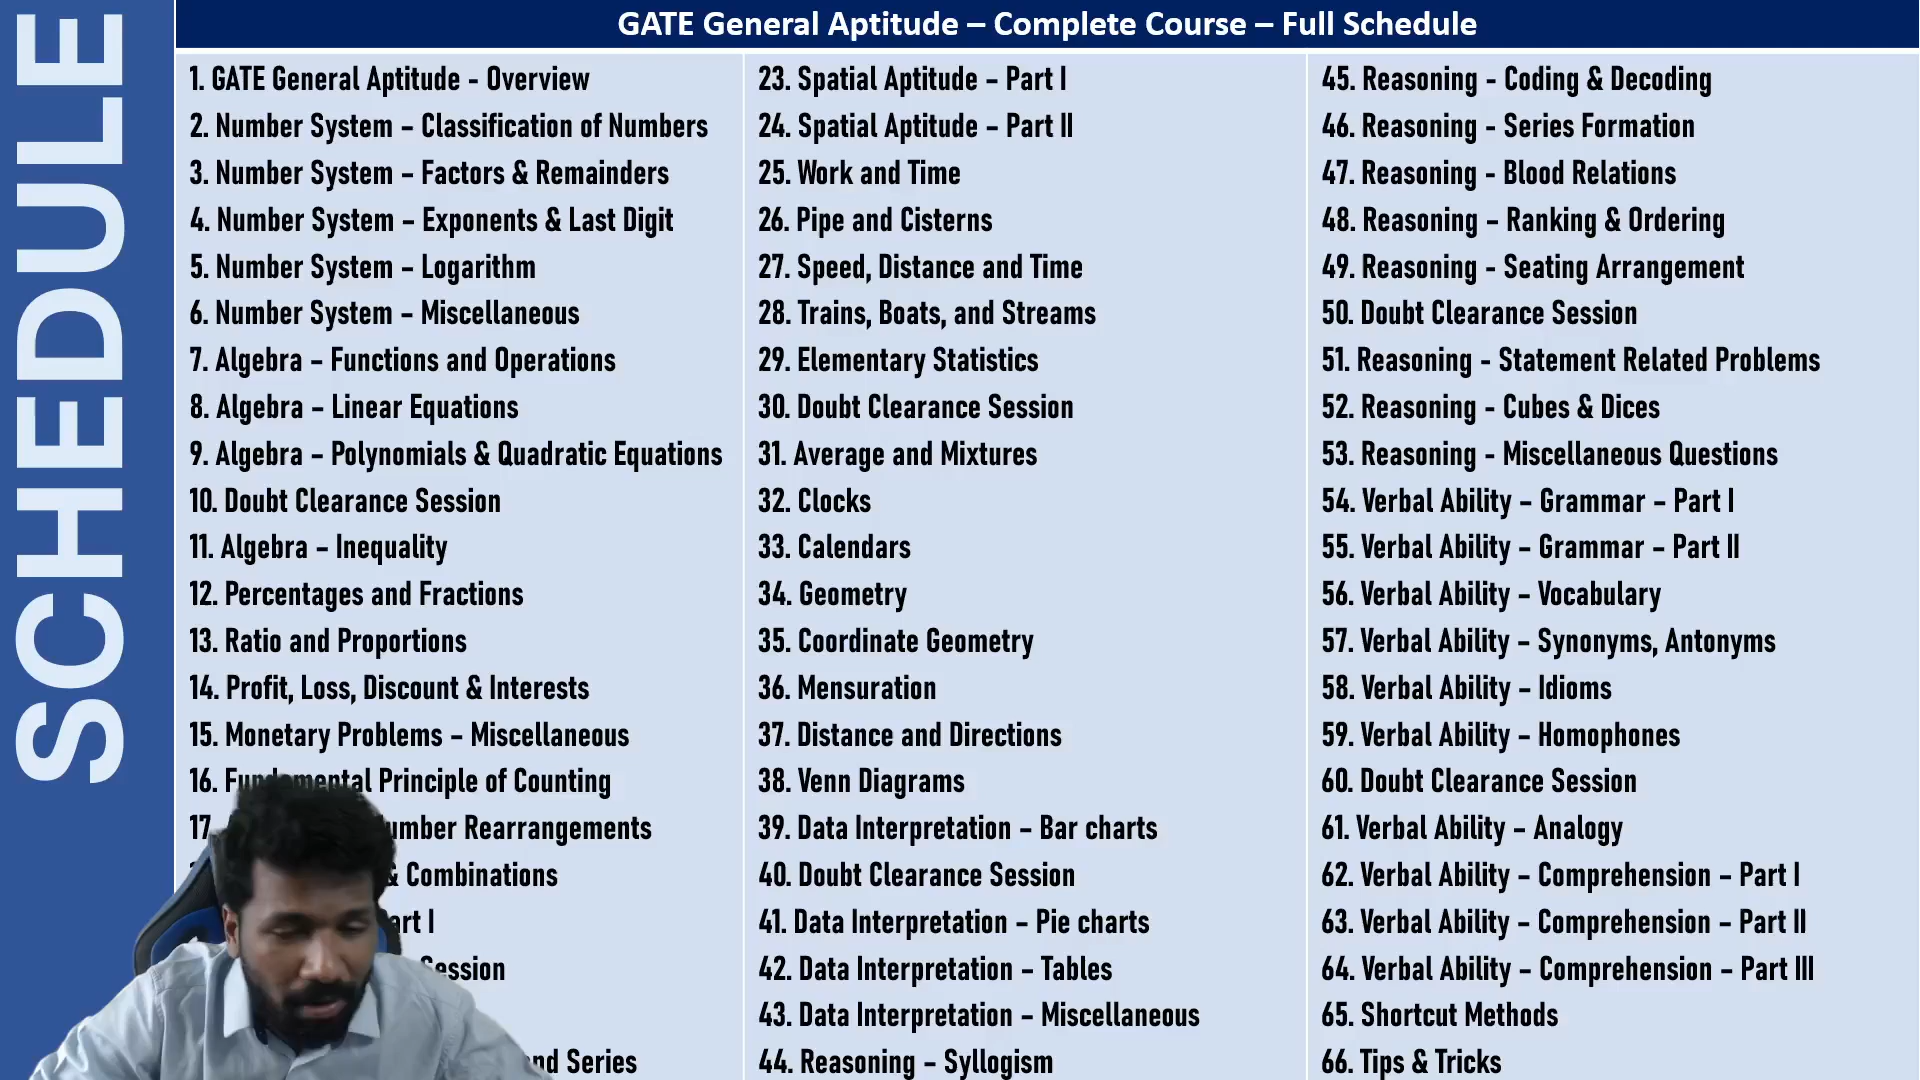 SCHEDULE
GATE General Aptitude – Complete Course – Full Schedule
1. GATE General Aptitude - Overview
2. Number System – Classification of Numbers
3. Number System – Factors & Remainders
4. Number System – Exponents & Last Digit
5. Number System – Logarithm
6. Number System – Miscellaneous
7. Algebra – Functions and Operations
8. Algebra – Linear Equations
9. Algebra – Polynomials & Quadratic Equations
10. Doubt Clearance Session
11. Algebra – Inequality
12. Percentages and Fractions
13. Ratio and Proportions
14. Profit, Loss, Discount & Interests
15. Monetary Problems – Miscellaneous
16. Fundamental Principle of Counting
17. Number Rearrangements
& Combinations
Part I
Session
and Series
23. Spatial Aptitude – Part I
24. Spatial Aptitude – Part II
25. Work and Time
26. Pipe and Cisterns
27. Speed, Distance and Time
28. Trains, Boats, and Streams
29. Elementary Statistics
30. Doubt Clearance Session
31. Average and Mixtures
32. Clocks
33. Calendars
34. Geometry
35. Coordinate Geometry
36. Mensuration
37. Distance and Directions
38. Venn Diagrams
39. Data Interpretation – Bar charts
40. Doubt Clearance Session
41. Data Interpretation – Pie charts
42. Data Interpretation – Tables
43. Data Interpretation – Miscellaneous
44. Reasoning – Syllogism
45. Reasoning - Coding & Decoding
46. Reasoning - Series Formation
47. Reasoning - Blood Relations
48. Reasoning – Ranking & Ordering
49. Reasoning - Seating Arrangement
50. Doubt Clearance Session
51. Reasoning - Statement Related Problems
52. Reasoning - Cubes & Dices
53. Reasoning - Miscellaneous Questions
54. Verbal Ability – Grammar – Part I
55. Verbal Ability – Grammar – Part II
56. Verbal Ability – Vocabulary
57. Verbal Ability – Synonyms, Antonyms
58. Verbal Ability – Idioms
59. Verbal Ability – Homophones
60. Doubt Clearance Session
61. Verbal Ability – Analogy
62. Verbal Ability – Comprehension – Part I
63. Verbal Ability – Comprehension – Part II
64. Verbal Ability – Comprehension – Part III
65. Shortcut Methods
66. Tips & Tricks